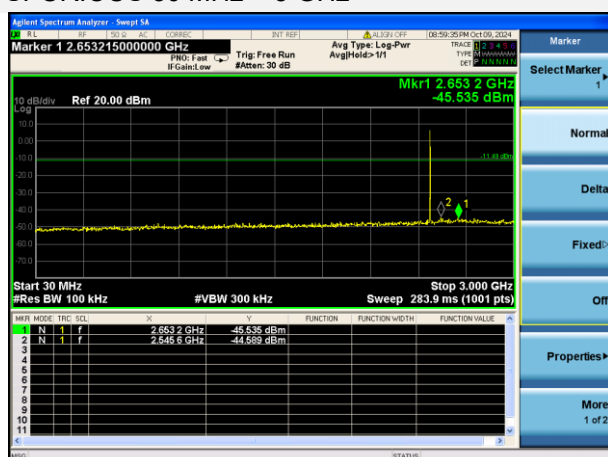 Agilent Spectrum Analyzer - Swept SA
RL RF 50 Ω AC CORREC INT REF ALIGN OFF 08:59:35 PM Oct 09, 2024
Marker 1 2.653215000000 GHz
PNO: Fast
IFGain:Low
Trig: Free Run
#Atten: 30 dB
Avg Type: Log-Pwr
Avg|Hold:>1/1
TRACE 1 2 3 4 5 6
TYPE M
DET P N N N N N
Mkr1 2.653 2 GHz
-45.535 dBm
10 dB/div Ref 20.00 dBm
Log
10.0
0.00
-10.0
-11.49 dBm
-20.0
-30.0
-40.0
2 1
-50.0
-60.0
-70.0
Start 30 MHz Stop 3.000 GHz
#Res BW 100 kHz #VBW 300 kHz Sweep 283.9 ms (1001 pts)
MKR MODE TRC SCL X Y FUNCTION FUNCTION WIDTH FUNCTION VALUE
1 N 1 f 2.653 2 GHz -45.535 dBm
2 N 1 f 2.545 6 GHz -44.589 dBm
3
4
5
6
7
8
9
10
11
MSG STATUS
Marker
Select Marker
1
Normal
Delta
Fixed
Off
Properties
More
1 of 2